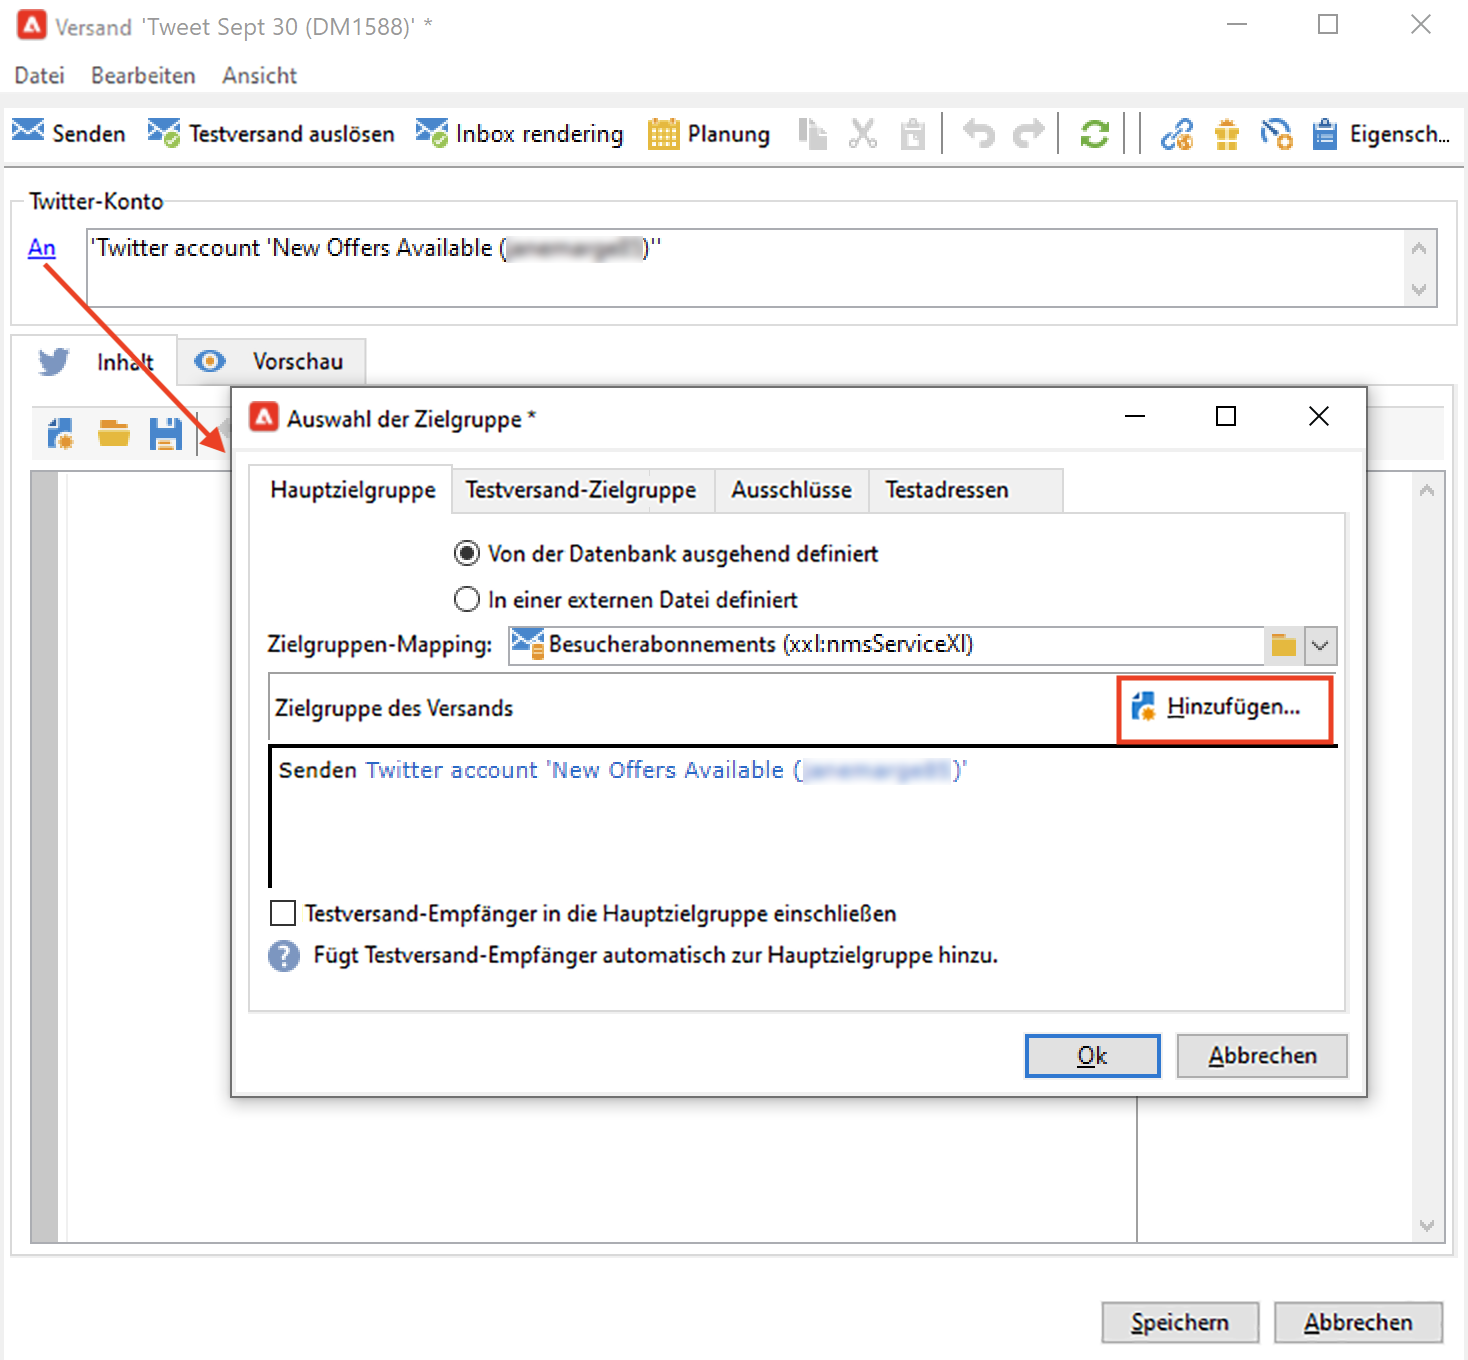 Versand 'Tweet Sept 30 (DM1588)' *
Datei Bearbeiten Ansicht
Senden Testversand auslösen Inbox rendering Planung Eigensch...
Twitter-Konto
An 'Twitter account 'New Offers Available ()''
Inhalt Vorschau
Auswahl der Zielgruppe *
Hauptzielgruppe Testversand-Zielgruppe Ausschlüsse Testadressen
Von der Datenbank ausgehend definiert
In einer externen Datei definiert
Zielgruppen-Mapping: Besucherabonnements (xxl:nmsServiceXl)
Zielgruppe des Versands Hinzufügen...
Senden Twitter account 'New Offers Available ()'
Testversand-Empfänger in die Hauptzielgruppe einschließen
? Fügt Testversand-Empfänger automatisch zur Hauptzielgruppe hinzu.
Ok Abbrechen
Speichern Abbrechen